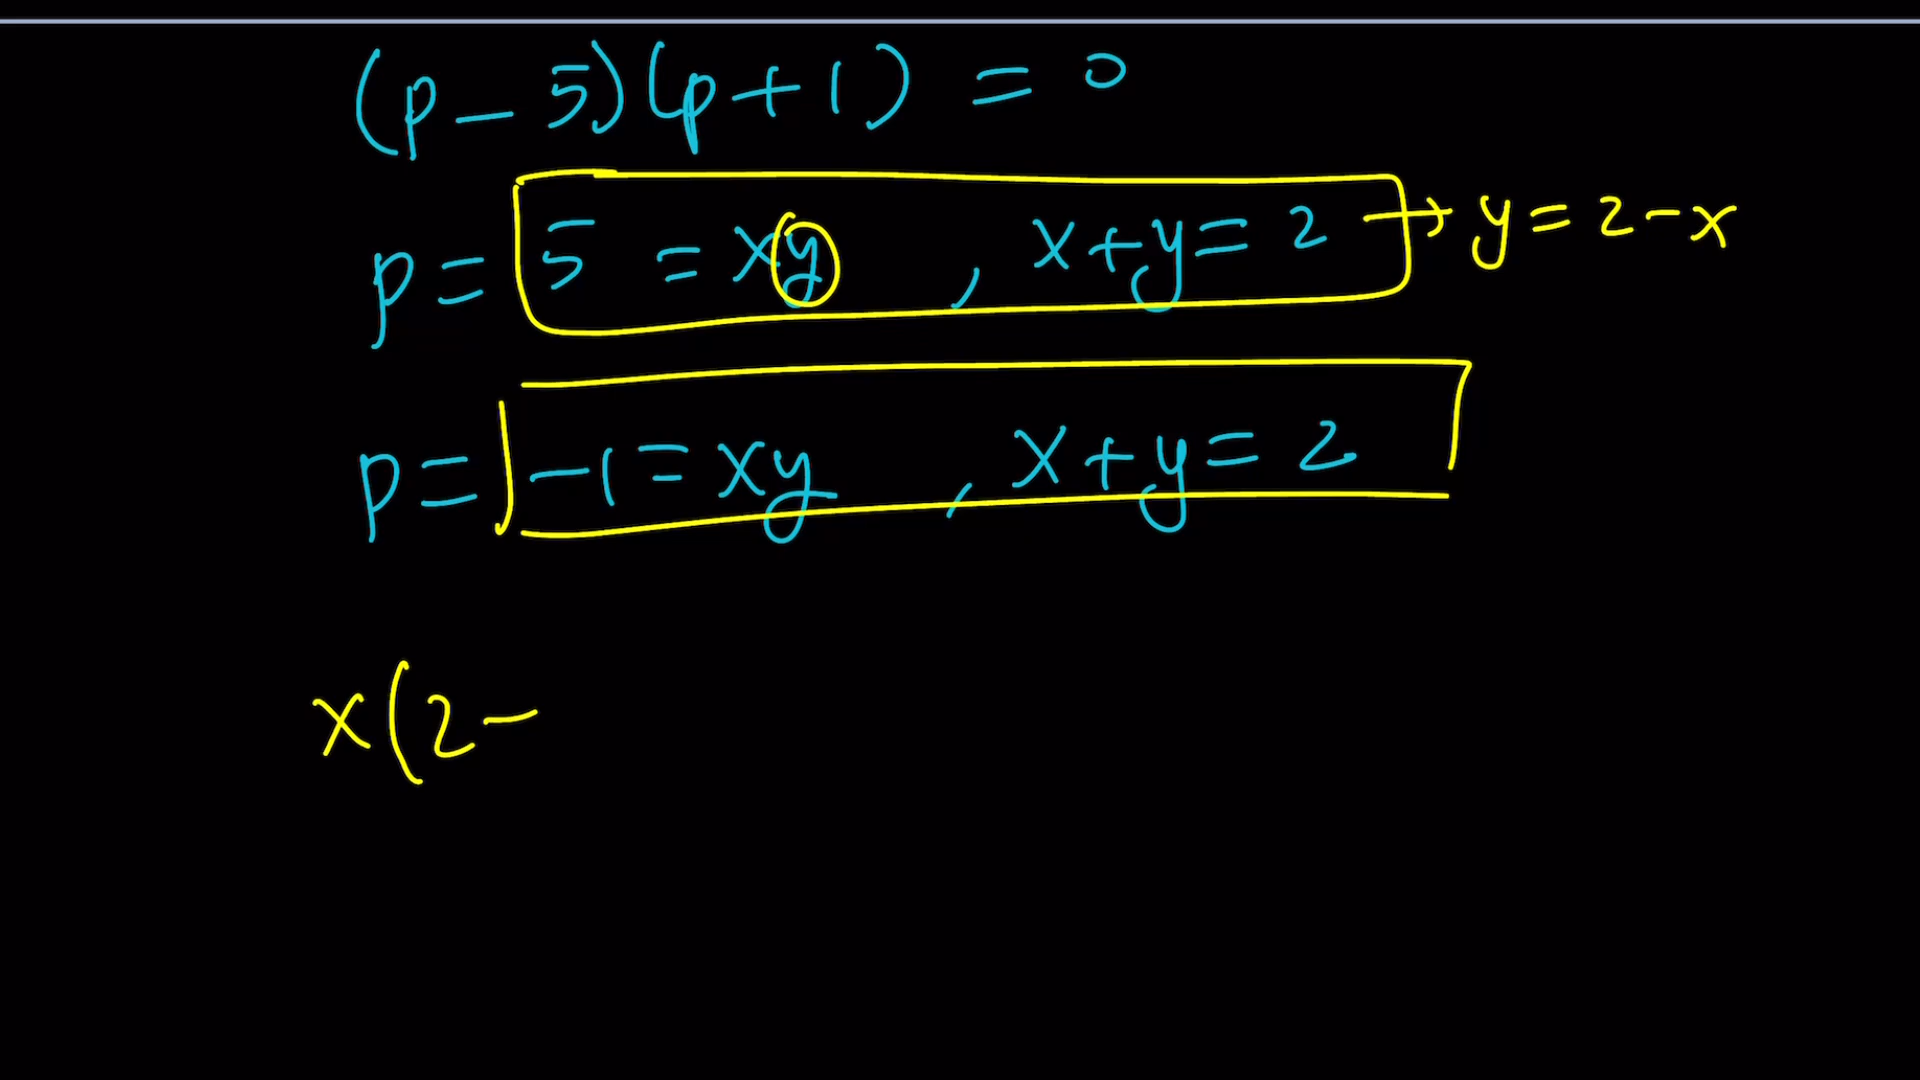 (p-5)(p+1) = 0
p = 5 = xy , x+y = 2 → y = 2-x
p = -1 = xy , x+y = 2
x(2-